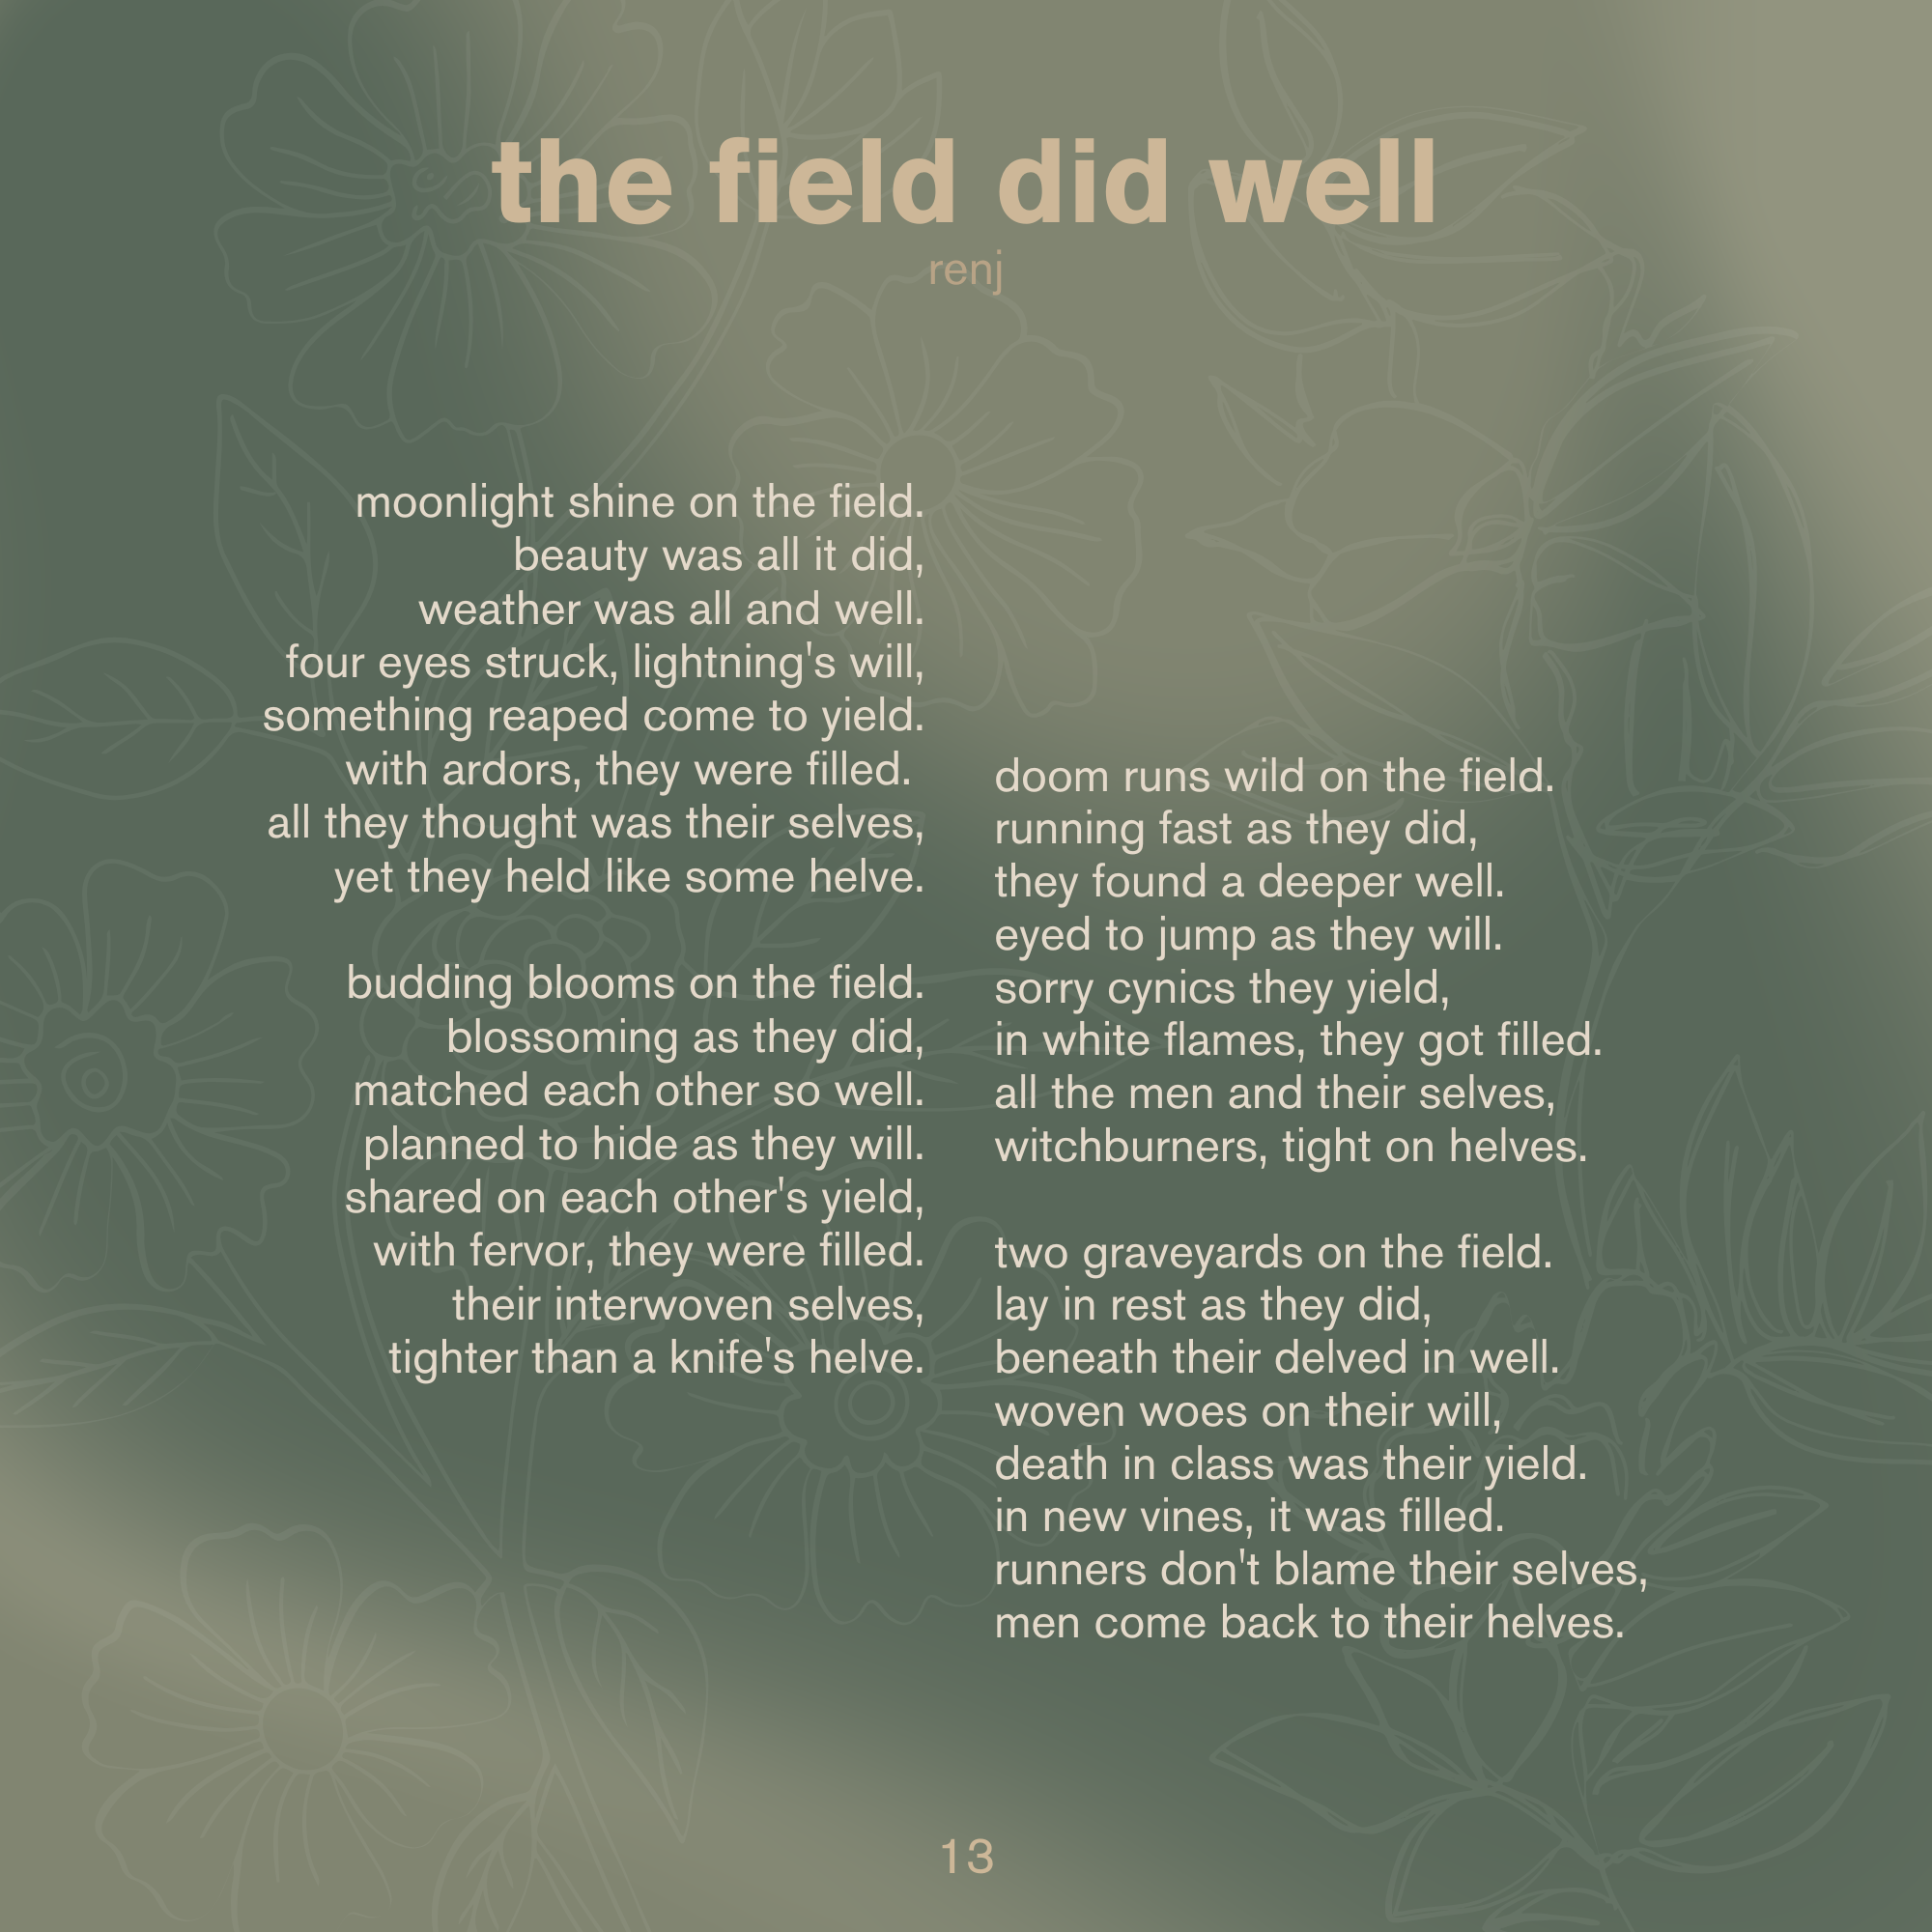 the field did well
renj
moonlight shine on the field.
beauty was all it did,
weather was all and well.
four eyes struck, lightning's will,
something reaped come to yield.
with ardors, they were filled.
all they thought was their selves,
yet they held like some helve.
budding blooms on the field.
blossoming as they did,
matched each other so well.
planned to hide as they will.
shared on each other's yield,
with fervor, they were filled.
their interwoven selves,
tighter than a knife's helve.
doom runs wild on the field.
running fast as they did,
they found a deeper well.
eyed to jump as they will.
sorry cynics they yield,
in white flames, they got filled.
all the men and their selves,
witchburners, tight on helves.
two graveyards on the field.
lay in rest as they did,
beneath their delved in well.
woven woes on their will,
death in class was their yield.
in new vines, it was filled.
runners don't blame their selves,
men come back to their helves.
13